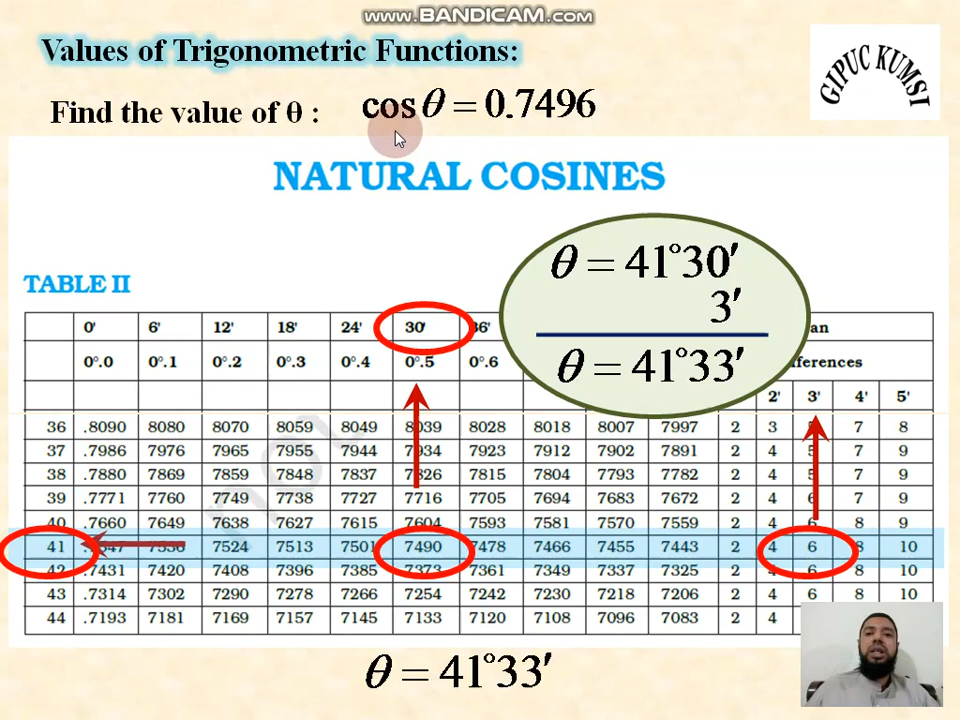 www.BANDICAM.com
Values of Trigonometric Functions:
GIPUC KUMSI
Find the value of θ : cos θ = 0.7496
NATURAL COSINES
θ = 41°30′
3′
θ = 41°33′
TABLE II
0' 6' 12' 18' 24' 30' 36' an
0°.0 0°.1 0°.2 0°.3 0°.4 0°.5 0°.6 fferences
2' 3' 4' 5'
36 .8090 8080 8070 8059 8049 8039 8028 8018 8007 7997 2 3 5 7 8
37 .7986 7976 7965 7955 7944 7934 7923 7912 7902 7891 2 4 5 7 9
38 .7880 7869 7859 7848 7837 7826 7815 7804 7793 7782 2 4 5 7 9
39 .7771 7760 7749 7738 7727 7716 7705 7694 7683 7672 2 4 6 7 9
40 .7660 7649 7638 7627 7615 7604 7593 7581 7570 7559 2 4 6 8 9
41 7524 7513 7501 7490 7478 7466 7455 7443 2 4 6 8 10
42 .7431 7420 7408 7396 7385 7373 7361 7349 7337 7325 2 4 6 8 10
43 .7314 7302 7290 7278 7266 7254 7242 7230 7218 7206 2 4 6 8 10
44 .7193 7181 7169 7157 7145 7133 7120 7108 7096 7083 2 4
θ = 41°33′